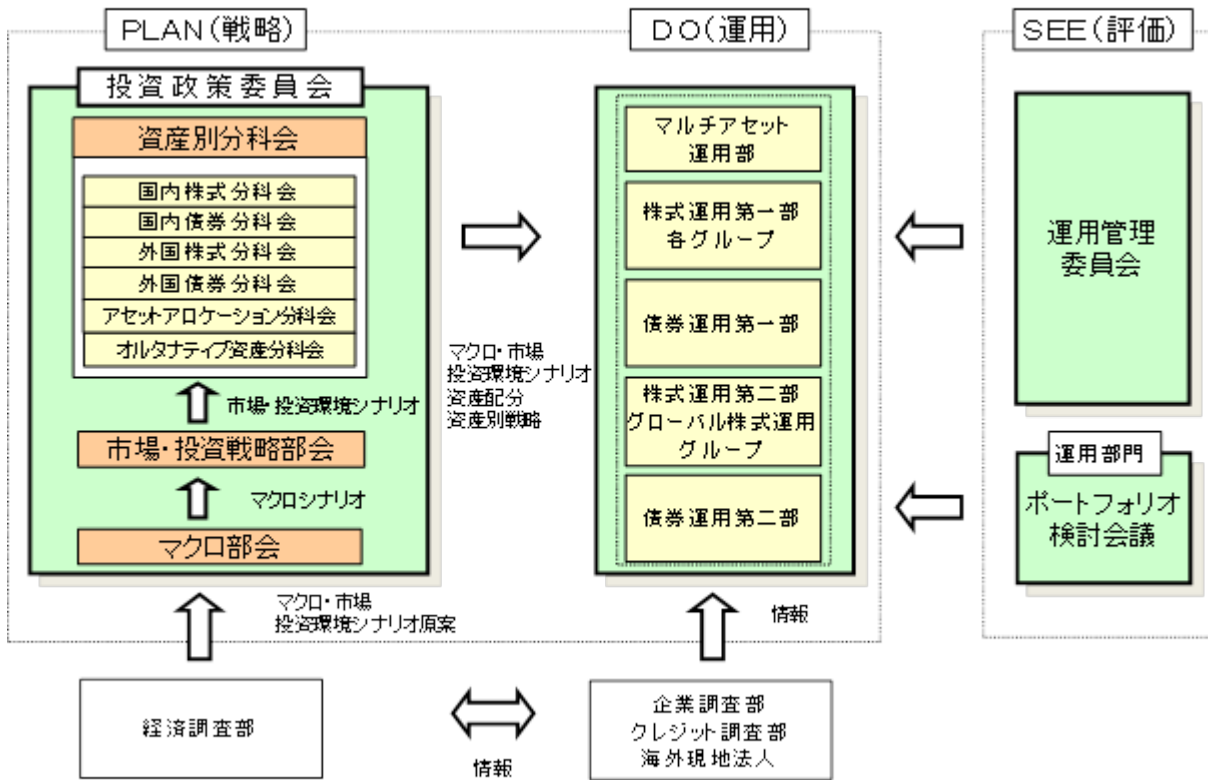 PLAN(戦略)
投資政策委員会
資産別分科会
国内株式分科会
国内債券分科会
外国株式分科会
外国債券分科会
アセットアロケーション分科会
オルタナティブ資産分科会
市場・投資環境シナリオ
市場・投資戦略部会
マクロシナリオ
マクロ部会
マクロ・市場
投資環境シナリオ原案
経済調査部
マクロ・市場
投資環境シナリオ
資産配分
資産別戦略
DO(運用)
マルチアセット
運用部
株式運用第一部
各グループ
債券運用第一部
株式運用第二部
グローバル株式運用
グループ
債券運用第二部
情報
企業調査部
クレジット調査部
海外現地法人
情報
SEE(評価)
運用管理
委員会
運用部門
ポートフォリオ
検討会議